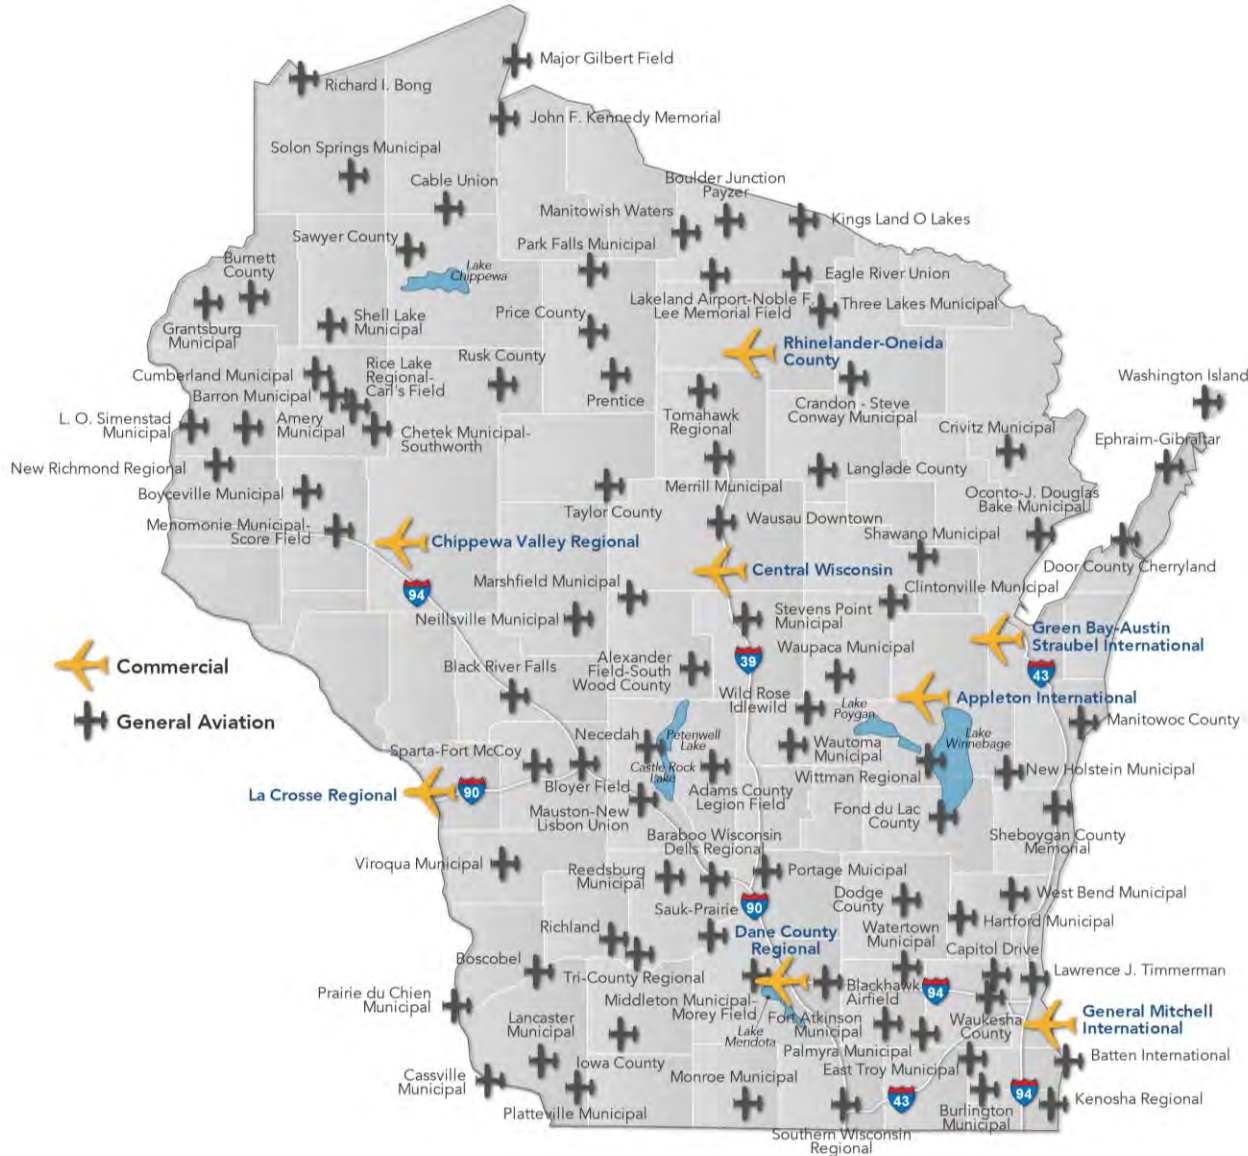 Major Gilbert Field
Richard I. Bong
John F. Kennedy Memorial
Solon Springs Municipal
Cable Union
Boulder Junction
Payzer
Manitowish Waters
Kings Land O Lakes
Sawyer County
Park Falls Municipal
Burnett
County
Lake
Chippewa
Eagle River Union
Lakeland Airport-Noble F.
Lee Memorial Field
Three Lakes Municipal
Grantsburg
Municipal
Shell Lake
Municipal
Price County
Rhinelander-Oneida
County
Cumberland Municipal
Rice Lake
Regional-
Carl's Field
Rusk County
Barron Municipal
Prentice
Tomahawk
Regional
Crandon - Steve
Conway Municipal
Washington Island
L. O. Simenstad
Municipal
Amery
Municipal
Chetek Municipal-
Southworth
Crivitz Municipal
Ephraim-Gibraltar
New Richmond Regional
Langlade County
Boyceville Municipal
Merrill Municipal
Oconto-J. Douglas
Bake Municipal
Taylor County
Wausau Downtown
Menomonie Municipal-
Score Field
Shawano Municipal
Chippewa Valley Regional
Central Wisconsin
Door County Cherryland
Marshfield Municipal
Clintonville Municipal
94
Neillsville Municipal
Stevens Point
Municipal
Green Bay-Austin
Straubel International
Waupaca Municipal
Commercial
Black River Falls
Alexander
Field-South
Wood County
39
43
Wild Rose
Idlewild
Appleton International
General Aviation
Lake
Poygan
Manitowoc County
Necedah
Petenwell
Lake
Lake
Winnebage
Sparta-Fort McCoy
Wautoma
Municipal
Castle Rock
Lake
Wittman Regional
New Holstein Municipal
La Crosse Regional
90
Bloyer Field
Adams County
Legion Field
Mauston-New
Lisbon Union
Fond du Lac
County
Sheboygan County
Memorial
Baraboo Wisconsin
Dells Regional
Viroqua Municipal
Reedsburg
Municipal
Portage Muicipal
Dodge
County
West Bend Municipal
Sauk-Prairie
90
Hartford Municipal
Richland
Dane County
Regional
Watertown
Municipal
Capitol Drive
Boscobel
Tri-County Regional
Lawrence J. Timmerman
Prairie du Chien
Municipal
Middleton Municipal-
Morey Field
Blackhawk
Airfield
94
Lancaster
Municipal
Lake
Mendota
Fort Atkinson
Municipal
Waukesha
County
General Mitchell
International
Iowa County
Palmyra Municipal
Batten International
East Troy Municipal
Cassville
Municipal
Monroe Municipal
43
94
Platteville Municipal
Burlington
Municipal
Kenosha Regional
Southern Wisconsin
Regional